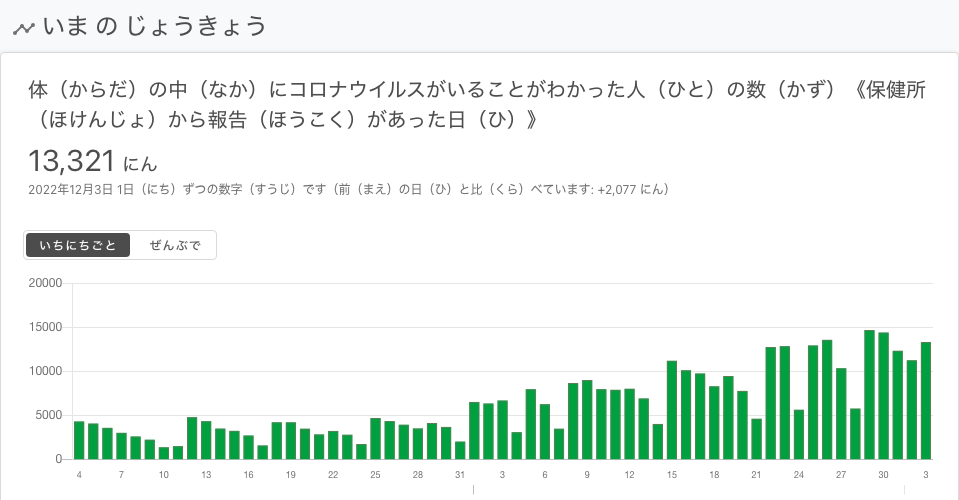 いま の じょうきょう
体（からだ）の中（なか）にコロナウイルスがいることがわかった人（ひと）の数（かず）《保健所
（ほけんじょ）から報告（ほうこく）があった日（ひ）》
13,321 にん
2022年12月3日 1日（にち）ずつの数字（すうじ）です（前（まえ）の日（ひ）と比（くら）べています: +2,077 にん）
いちにちごと ぜんぶで
20000
15000
10000
5000
0
4 7 10 13 16 19 22 25 28 31 3 6 9 12 15 18 21 24 27 30 3